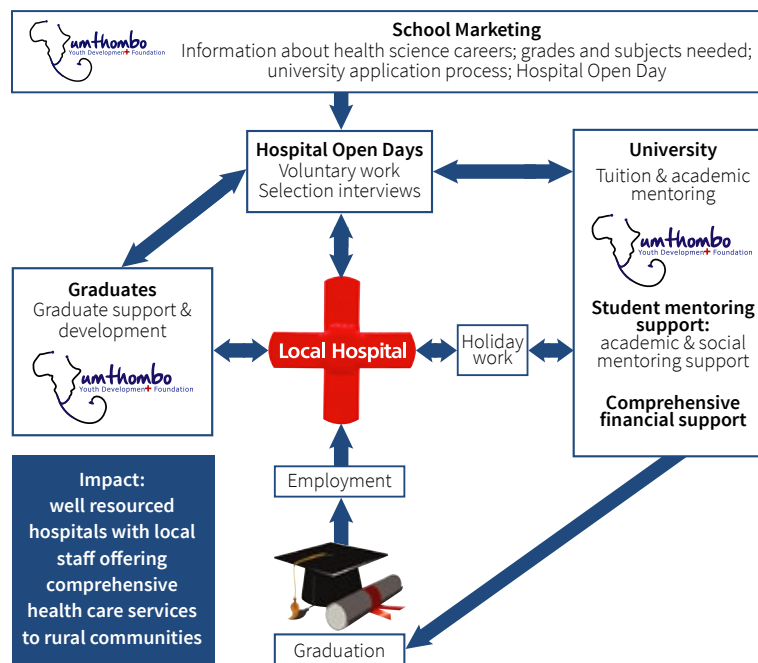 umthombo
Youth Development Foundation
School Marketing
Information about health science careers; grades and subjects needed;
university application process; Hospital Open Day
Hospital Open Days
Voluntary work
Selection interviews
University
Tuition & academic
mentoring
umthombo
Youth Development Foundation
Student mentoring
support:
academic & social
mentoring support
Comprehensive
financial support
Graduates
Graduate support &
development
umthombo
Youth Development Foundation
Local Hospital
Holiday
work
Employment
Graduation
Impact:
well resourced
hospitals with local
staff offering
comprehensive
health care services
to rural communities